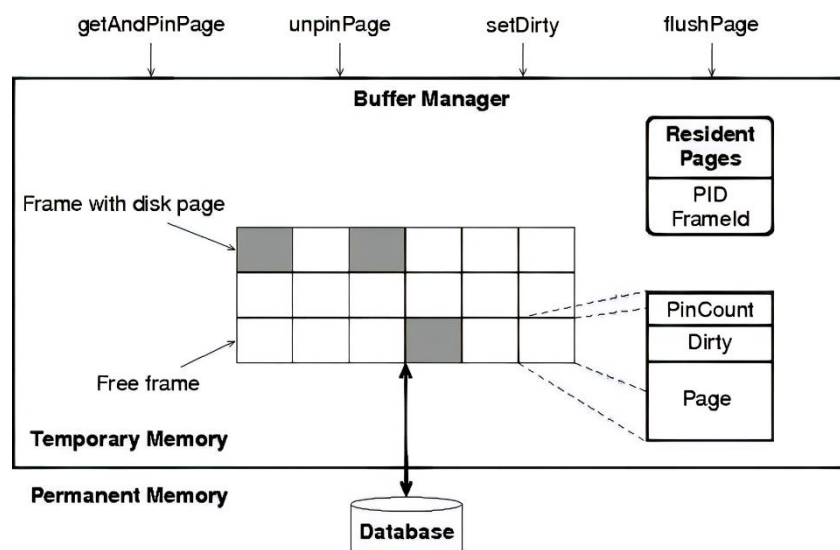 getAndPinPage unpinPage setDirty flushPage
Buffer Manager
Resident
Pages
PID
FrameId
Frame with disk page
PinCount
Dirty
Page
Free frame
Temporary Memory
Permanent Memory
Database